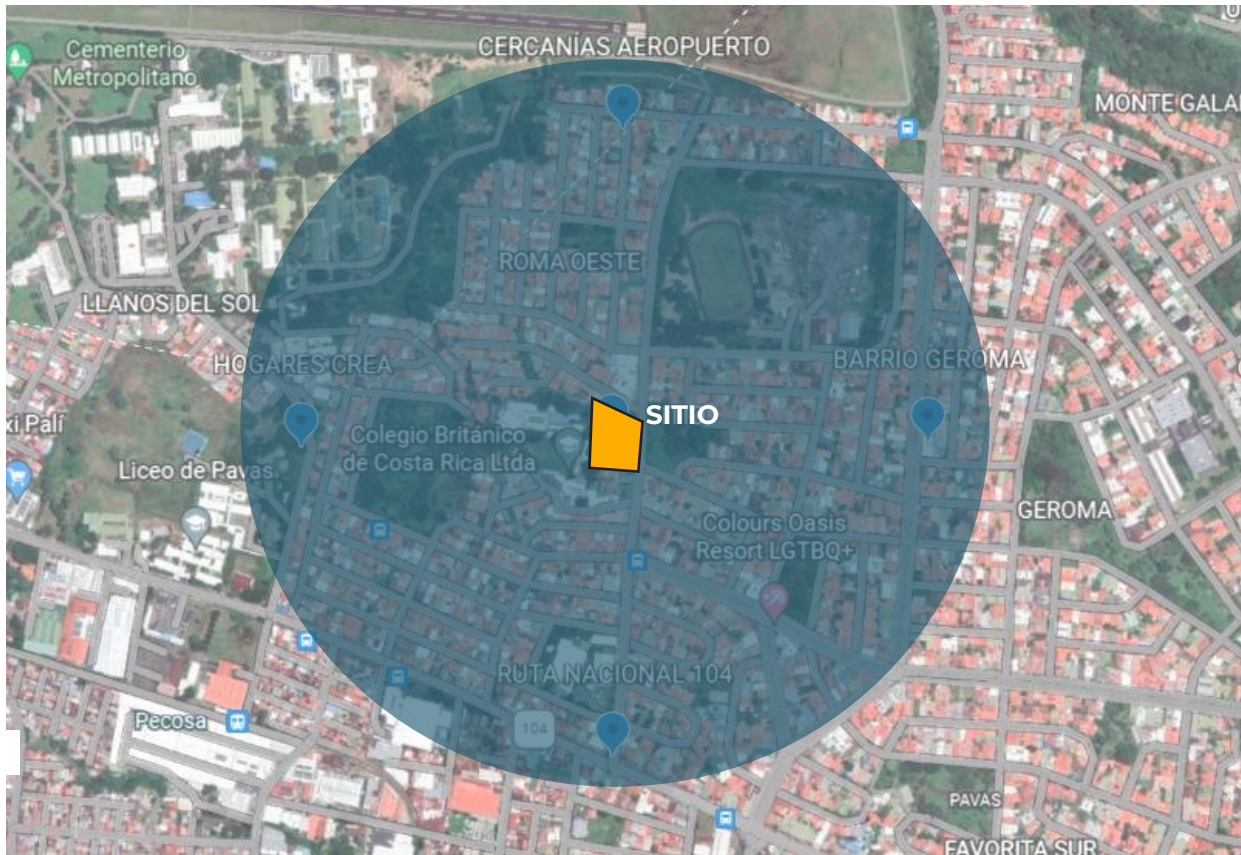 Cementerio
Metropolitano
CERCANIAS AEROPUERTO
MONTE GALA
ROMA OESTE
LLANOS DEL SOL
HOGARES CREA
BARRIO GEROMA
SITIO
xi Palí
Colegio Británico
de Costa Rica Ltda
Liceo de Pavas
GEROMA
Colours Oasis
Resort LGTBQ+
RUTA NACIONAL 104
Pecosa
104
PAVAS
FAVORITA SUR